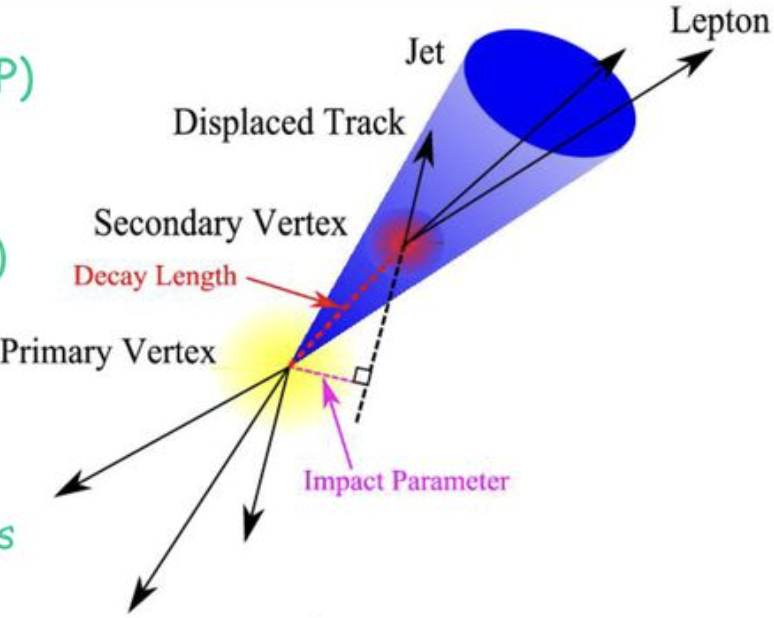 Lepton
Jet
P)
Displaced Track
Secondary Vertex
)
Decay Length
Primary Vertex
Impact Parameter
s